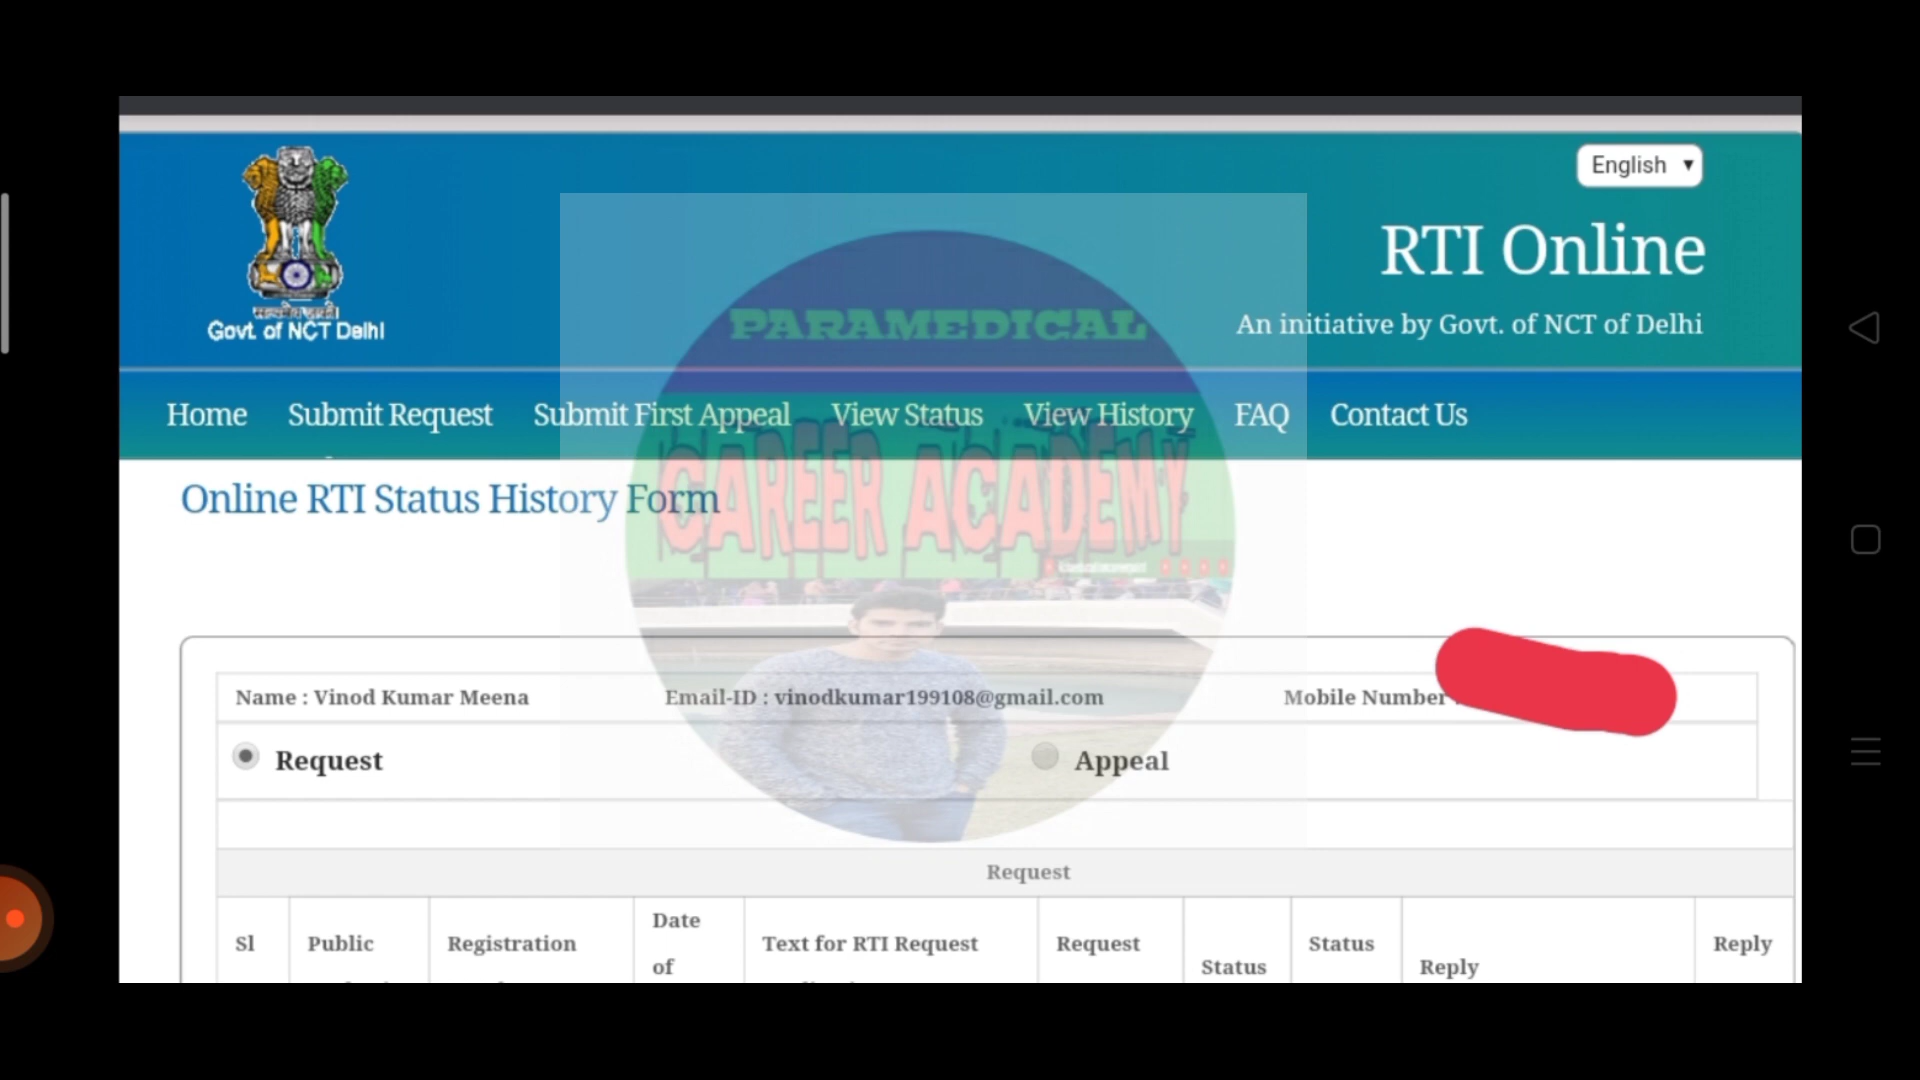 English
RTI Online
An initiative by Govt. of NCT of Delhi
Govt. of NCT Delhi
PARAMEDICAL
Home Submit Request Submit First Appeal View Status View History FAQ Contact Us
CAREER ACADEMY
Online RTI Status History Form
Name : Vinod Kumar Meena Email-ID : vinodkumar199108@gmail.com Mobile Number
Request Appeal
Request
Sl Public Registration Date of Text for RTI Request Request Status Status Reply Reply